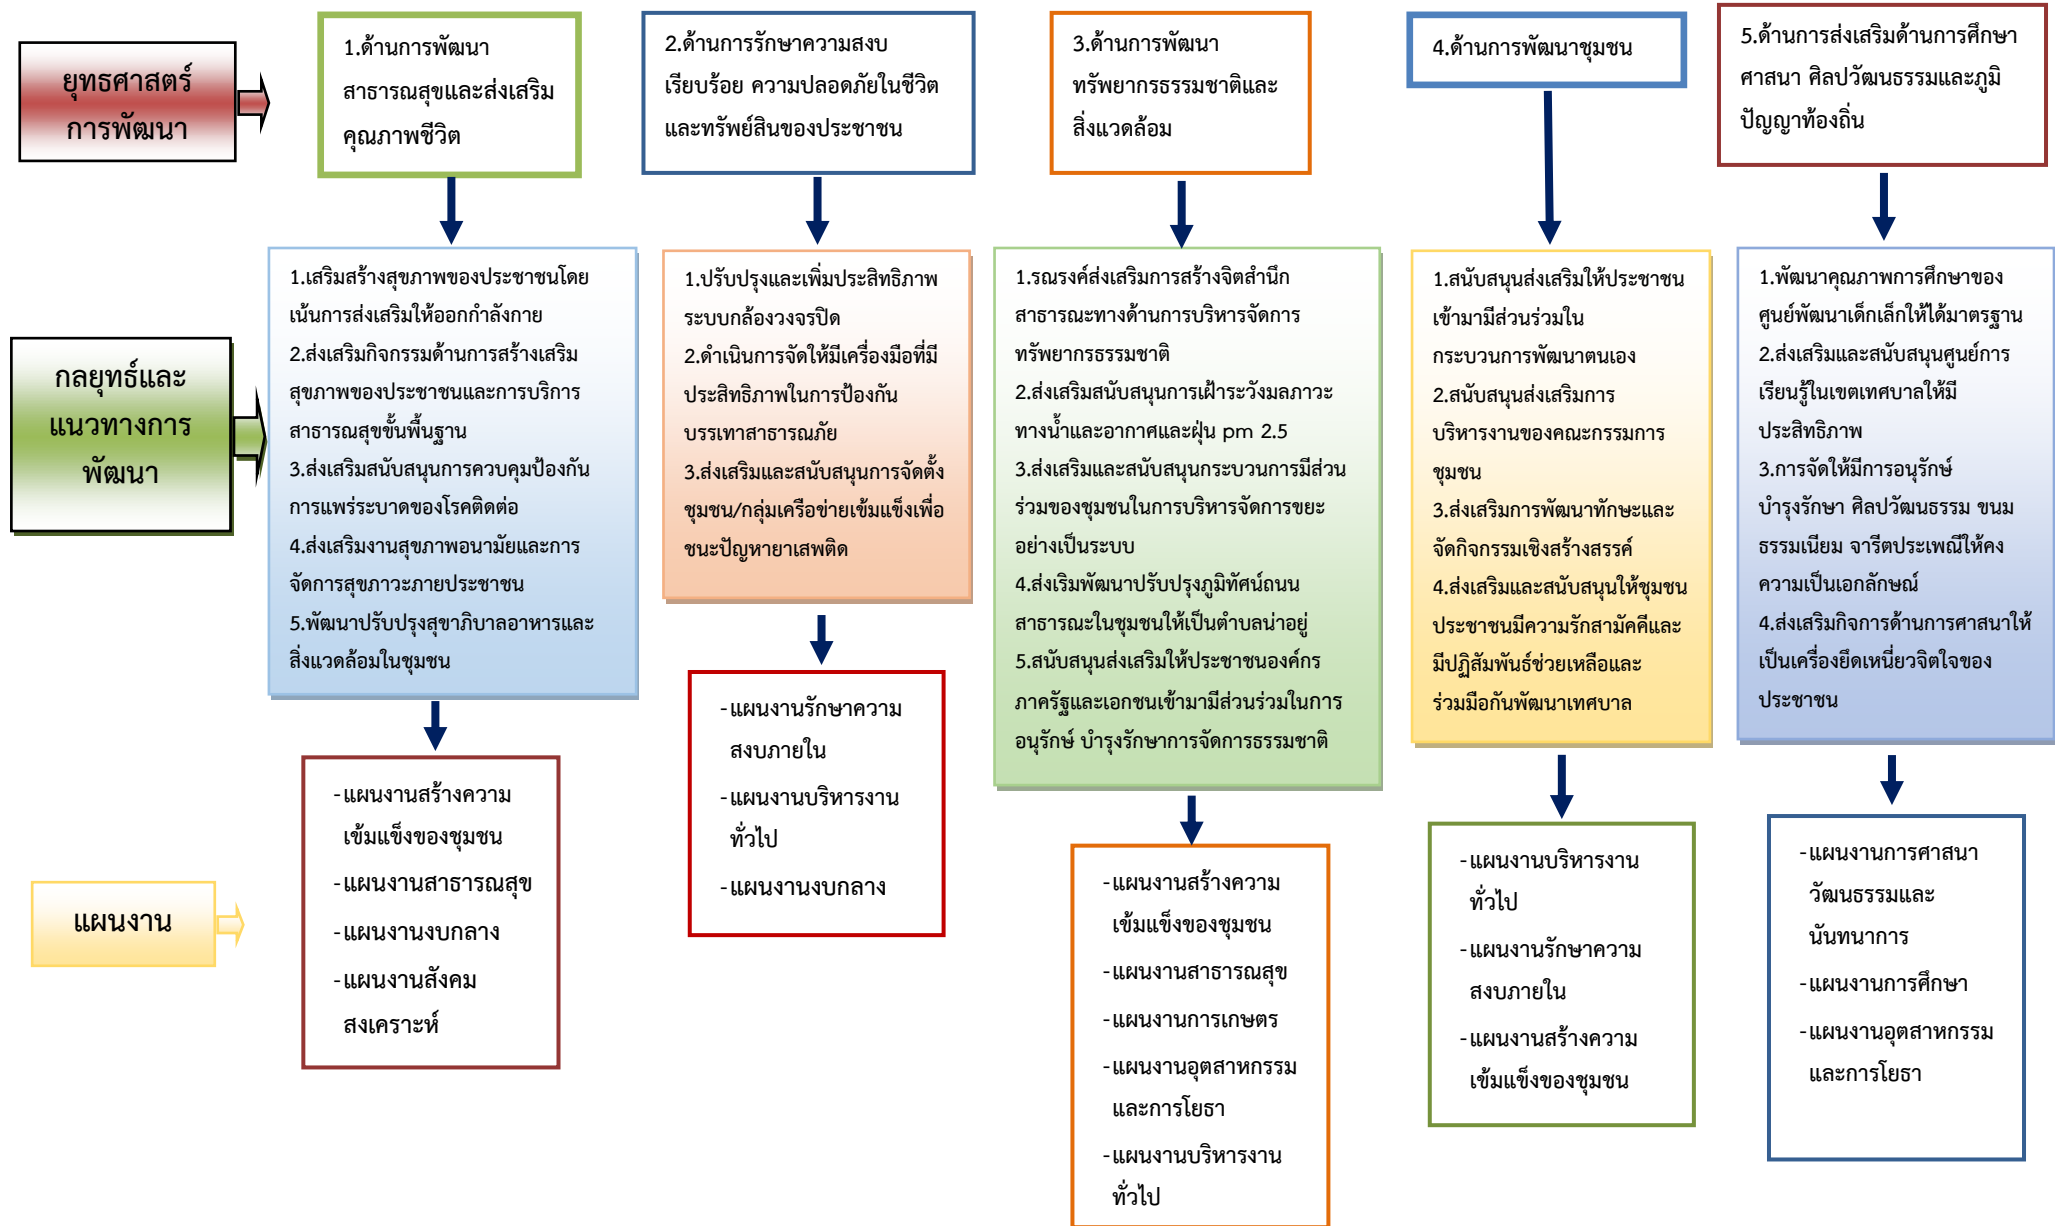 ยุทธศาสตร์
การพัฒนา
1.ด้านการพัฒนา
สาธารณสุขและส่งเสริม
คุณภาพชีวิต
2.ด้านการรักษาความสงบ
เรียบร้อย ความปลอดภัยในชีวิต
และทรัพย์สินของประชาชน
3.ด้านการพัฒนา
ทรัพยากรธรรมชาติและ
สิ่งแวดล้อม
4.ด้านการพัฒนาชุมชน
5.ด้านการส่งเสริมด้านการศึกษา
ศาสนา ศิลปวัฒนธรรมและภูมิ
ปัญญาท้องถิ่น
กลยุทธ์และ
แนวทางการ
พัฒนา
1.เสริมสร้างสุขภาพของประชาชนโดย
เน้นการส่งเสริมให้ออกกำลังกาย
2.ส่งเสริมกิจกรรมด้านการสร้างเสริม
สุขภาพของประชาชนและการบริการ
สาธารณสุขขั้นพื้นฐาน
3.ส่งเสริมสนับสนุนการควบคุมป้องกัน
การแพร่ระบาดของโรคติดต่อ
4.ส่งเสริมงานสุขภาพอนามัยและการ
จัดการสุขภาวะภายประชาชน
5.พัฒนาปรับปรุงสุขาภิบาลอาหารและ
สิ่งแวดล้อมในชุมชน
1.ปรับปรุงและเพิ่มประสิทธิภาพ
ระบบกล้องวงจรปิด
2.ดำเนินการจัดให้มีเครื่องมือที่มี
ประสิทธิภาพในการป้องกัน
บรรเทาสาธารณภัย
3.ส่งเสริมและสนับสนุนการจัดตั้ง
ชุมชน/กลุ่มเครือข่ายเข้มแข็งเพื่อ
ชนะปัญหายาเสพติด
1.รณรงค์ส่งเสริมการสร้างจิตสำนึก
สาธารณะทางด้านการบริหารจัดการ
ทรัพยากรธรรมชาติ
2.ส่งเสริมสนับสนุนการเฝ้าระวังมลภาวะ
ทางน้ำและอากาศและฝุ่น pm 2.5
3.ส่งเสริมและสนับสนุนกระบวนการมีส่วน
ร่วมของชุมชนในการบริหารจัดการขยะ
อย่างเป็นระบบ
4.ส่งเริมพัฒนาปรับปรุงภูมิทัศน์ถนน
สาธารณะในชุมชนให้เป็นตำบลน่าอยู่
5.สนับสนุนส่งเสริมให้ประชาชนองค์กร
ภาครัฐและเอกชนเข้ามามีส่วนร่วมในการ
อนุรักษ์ บำรุงรักษาการจัดการธรรมชาติ
1.สนับสนุนส่งเสริมให้ประชาชน
เข้ามามีส่วนร่วมใน
กระบวนการพัฒนาตนเอง
2.สนับสนุนส่งเสริมการ
บริหารงานของคณะกรรมการ
ชุมชน
3.ส่งเสริมการพัฒนาทักษะและ
จัดกิจกรรมเชิงสร้างสรรค์
4.ส่งเสริมและสนับสนุนให้ชุมชน
ประชาชนมีความรักสามัคคีและ
มีปฏิสัมพันธ์ช่วยเหลือและ
ร่วมมือกันพัฒนาเทศบาล
1.พัฒนาคุณภาพการศึกษาของ
ศูนย์พัฒนาเด็กเล็กให้ได้มาตรฐาน
2.ส่งเสริมและสนับสนุนศูนย์การ
เรียนรู้ในเขตเทศบาลให้มี
ประสิทธิภาพ
3.การจัดให้มีการอนุรักษ์
บำรุงรักษา ศิลปวัฒนธรรม ขนม
ธรรมเนียม จารีตประเพณีให้คง
ความเป็นเอกลักษณ์
4.ส่งเสริมกิจการด้านการศาสนาให้
เป็นเครื่องยึดเหนี่ยวจิตใจของ
ประชาชน
แผนงาน
-แผนงานสร้างความ
เข้มแข็งของชุมชน
-แผนงานสาธารณสุข
-แผนงานงบกลาง
-แผนงานสังคม
สงเคราะห์
-แผนงานรักษาความ
สงบภายใน
-แผนงานบริหารงาน
ทั่วไป
-แผนงานงบกลาง
-แผนงานสร้างความ
เข้มแข็งของชุมชน
-แผนงานสาธารณสุข
-แผนงานการเกษตร
-แผนงานอุตสาหกรรม
และการโยธา
-แผนงานบริหารงาน
ทั่วไป
-แผนงานบริหารงาน
ทั่วไป
-แผนงานรักษาความ
สงบภายใน
-แผนงานสร้างความ
เข้มแข็งของชุมชน
-แผนงานการศาสนา
วัฒนธรรมและ
นันทนาการ
-แผนงานการศึกษา
-แผนงานอุตสาหกรรม
และการโยธา